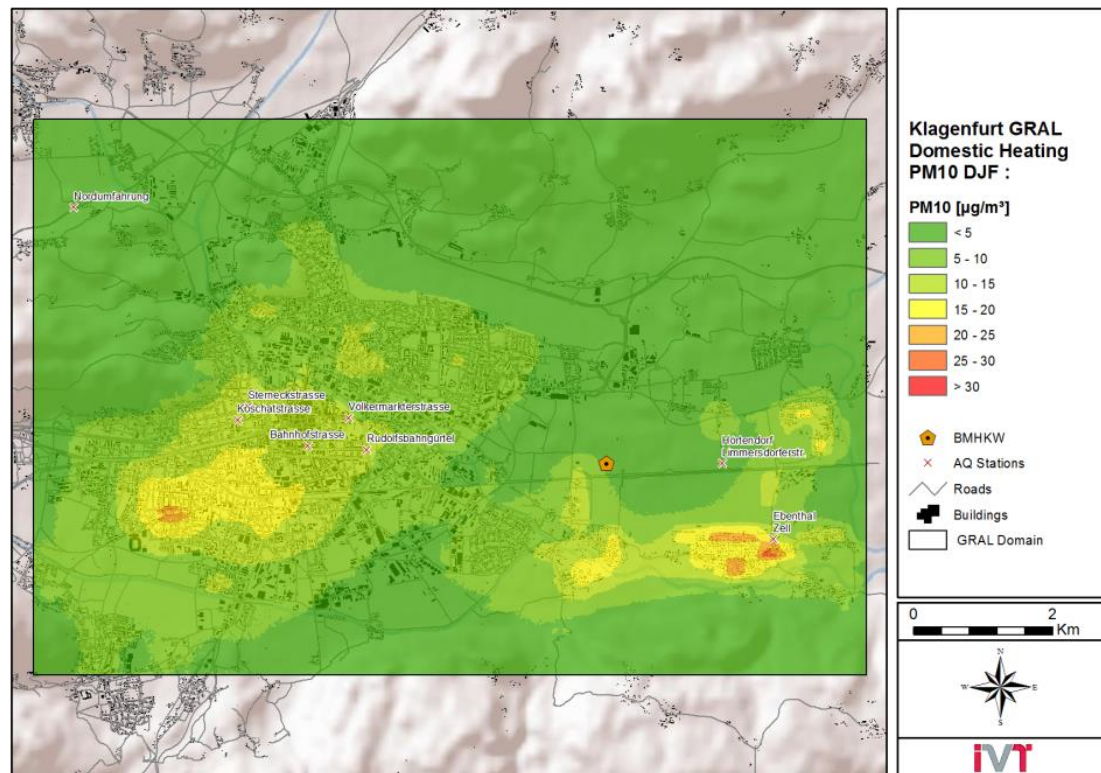 Nordumfahrung
Sterneckstrasse
Koschatstrasse
Völkermarkterstrasse
Bahnhofstrasse
Rudolfsbahngürtel
Hörtendorf
Limmersdorferstr.
Ebenthal
Zell
Klagenfurt GRAL
Domestic Heating
PM10 DJF :
PM10 [µg/m³]
< 5
5 - 10
10 - 15
15 - 20
20 - 25
25 - 30
> 30
BMHKW
AQ Stations
Roads
Buildings
GRAL Domain
0 2
Km
N
W E
S
iVT